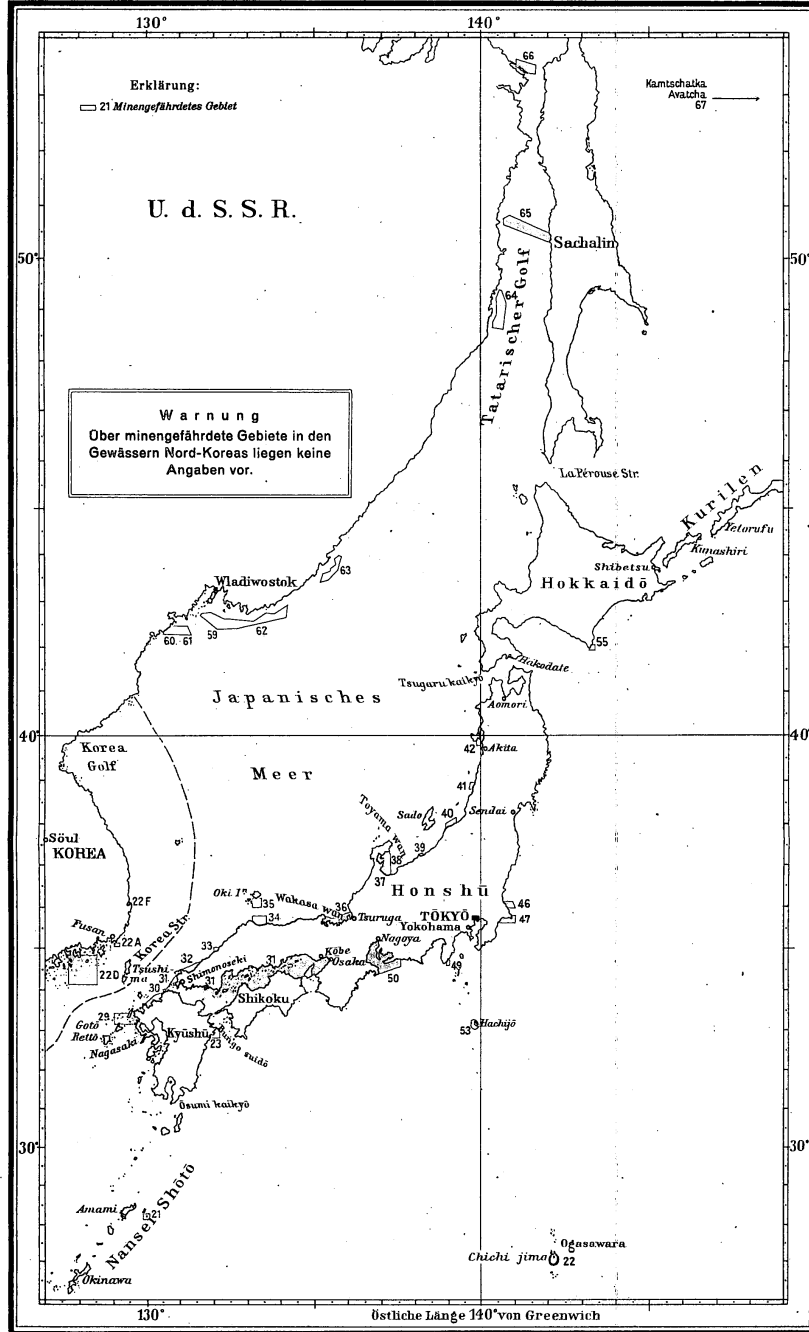 130°
140°
Erklärung:
21 Minengefährdetes Gebiet
66
Kamtschatka
Avatcha
67
U. d. S. S. R.
65
Sachalin
50°
50°
64
Tatarischer Golf
Warnung
Über minengefährdete Gebiete in den
Gewässern Nord-Koreas liegen keine
Angaben vor.
La Pérouse Str.
Kurilen
Yetorufu
Kunashiri
Shibetsu
Hokkaidō
63
Wladiwostok
59
62
60.
61
55
Hakodate
Tsugaru kaikyō
Aomori
Japanisches
40°
40°
Korea
Golf
42
Akita
Meer
41
Toyama wan
Sado
40
Sendai
39
Söul
KOREA
38
37
Honshū
Oki In
35
Wakasa wan
36
46
22 F
34
Tsuruga
TŌKYŌ
47
Yokohama
Fusan
22 A
Korea Str.
33
Nagoya
Kōbe
Osaka
32
Tsushi
ma
22 D
31
Shimonoseki
31
31
49
50
30
Shikoku
29
Gotō
Rettō
Kyūshū
Bungo suidō
23
53
Hachijō
Nagasaki
Ōsumi kaikyō
30°
30°
Nansei Shōtō
Amami
21
Ogasawara
Chichi jima
22
Okinawa
130°
Östliche Länge 140° von Greenwich